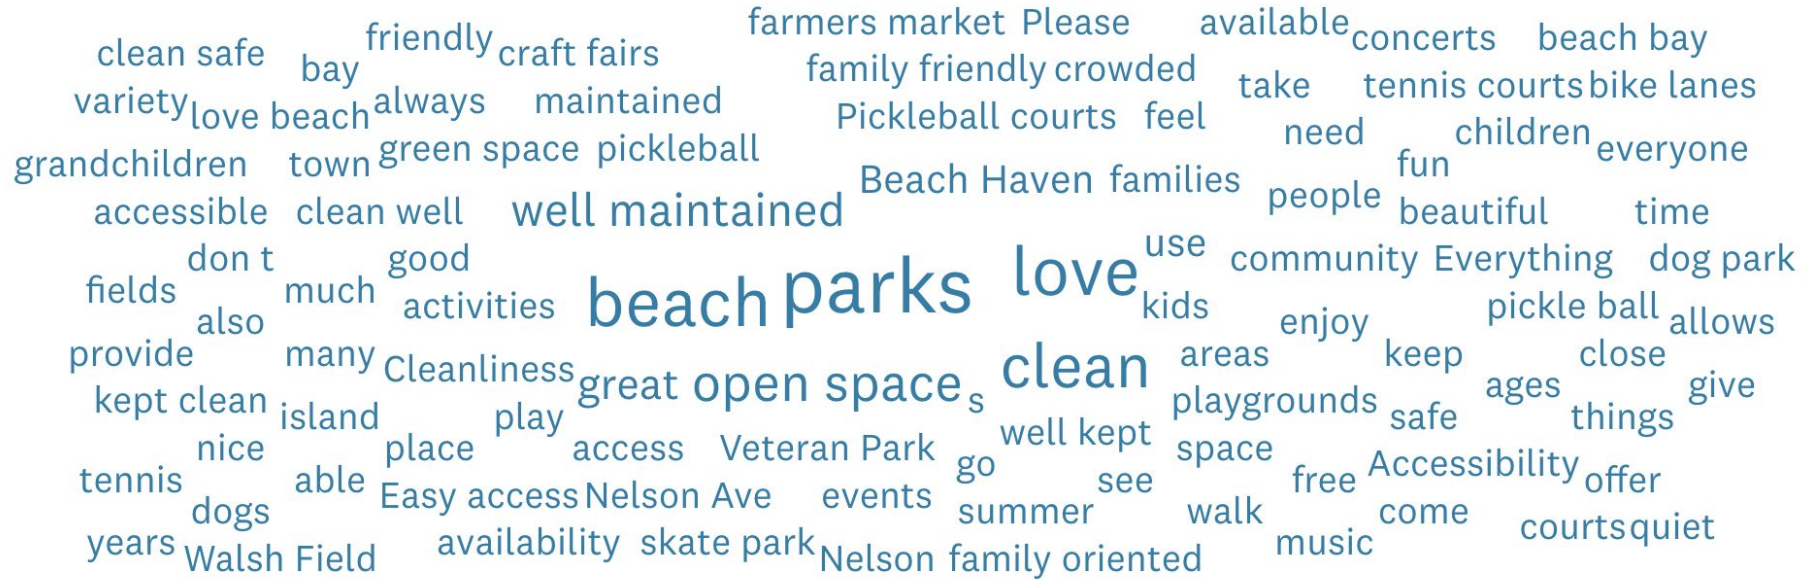 farmers market Please available
friendly craft fairs concerts beach bay
clean safe bay family friendly crowded
take tennis courts bike lanes
variety love beach always maintained
Pickleball courts feel need children everyone
grandchildren town green space pickleball fun
Beach Haven families people
accessible clean well well maintained beautiful time
don t good use community Everything dog park
fields much activities beach parks love kids pickle ball
also enjoy allows
provide many Cleanliness great open space s clean areas keep close
kept clean playgrounds ages give
island play safe things
nice place access Veteran Park well kept space
tennis able go see free Accessibility offer
dogs Easy access Nelson Ave events summer walk come
years availability skate park music courts quiet
Walsh Field Nelson family oriented